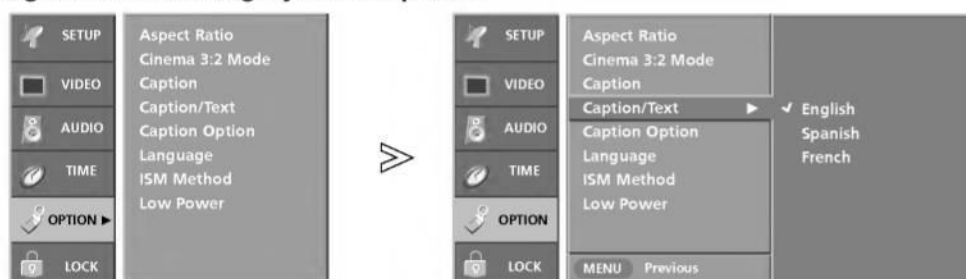 SETUP
VIDEO
AUDIO
TIME
OPTION ▶
LOCK
Aspect Ratio
Cinema 3:2 Mode
Caption
Caption/Text
Caption Option
Language
ISM Method
Low Power
SETUP
VIDEO
AUDIO
TIME
OPTION
LOCK
Aspect Ratio
Cinema 3:2 Mode
Caption
Caption/Text ▶
Caption Option
Language
ISM Method
Low Power
MENU Previous
✓ English
Spanish
French